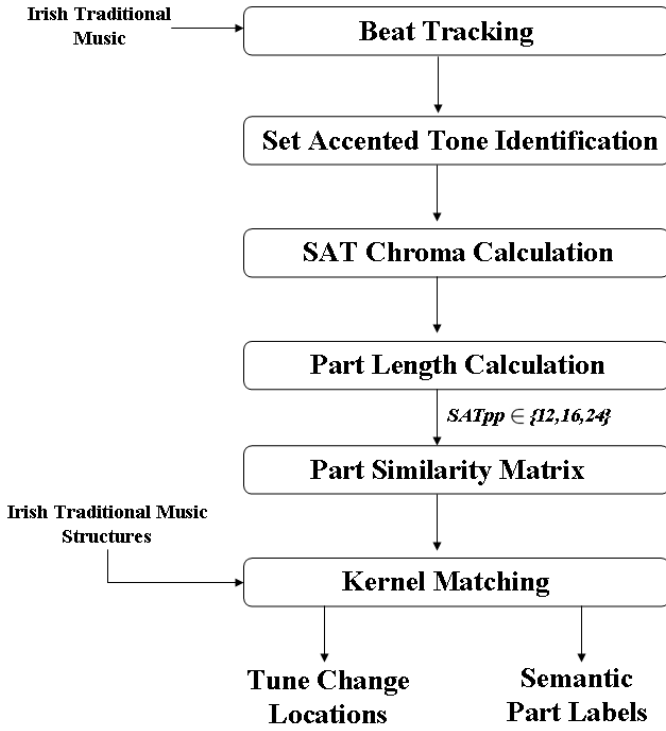 Irish Traditional
Music
Beat Tracking
Set Accented Tone Identification
SAT Chroma Calculation
Part Length Calculation
SATpp ∈ {12,16,24}
Part Similarity Matrix
Irish Traditional Music
Structures
Kernel Matching
Tune Change
Locations
Semantic
Part Labels